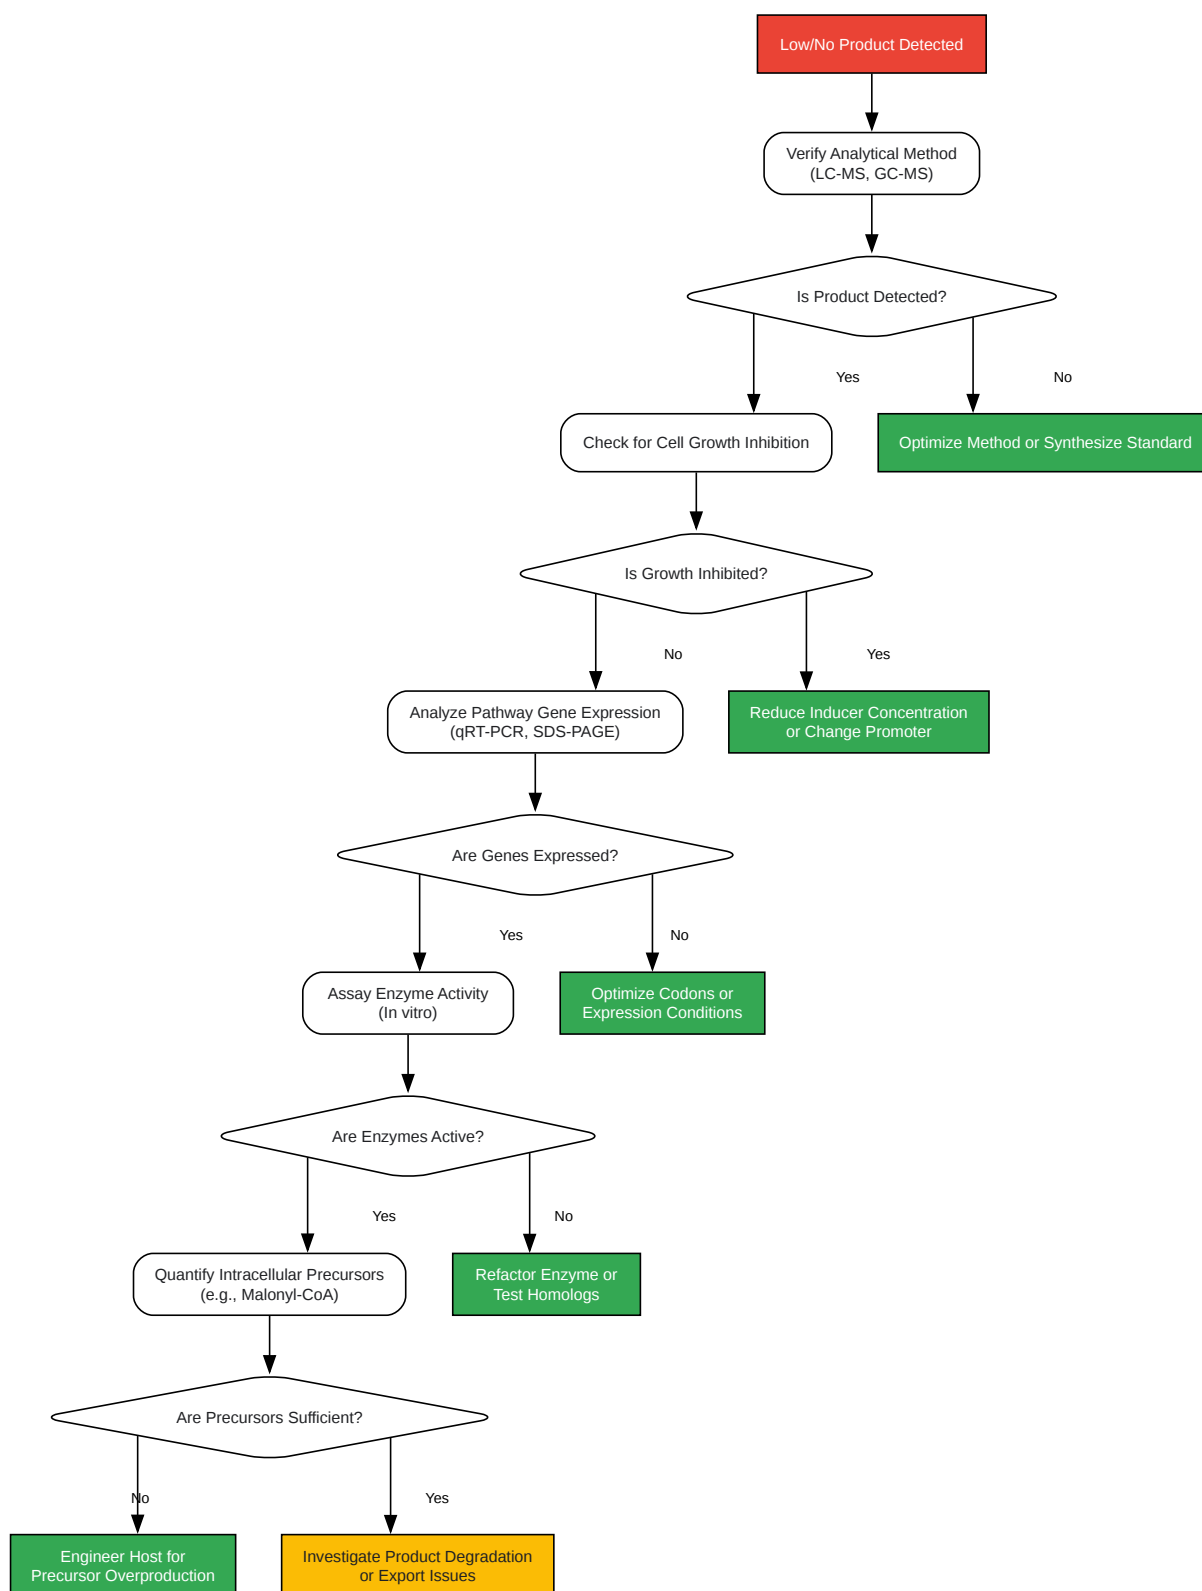 Low/No Product Detected
Verify Analytical Method
(LC-MS, GC-MS)
Is Product Detected?
Yes
No
Check for Cell Growth Inhibition
Optimize Method or Synthesize Standard
Is Growth Inhibited?
No
Yes
Analyze Pathway Gene Expression
(qRT-PCR, SDS-PAGE)
Reduce Inducer Concentration
or Change Promoter
Are Genes Expressed?
Yes
No
Assay Enzyme Activity
(In vitro)
Optimize Codons or
Expression Conditions
Are Enzymes Active?
Yes
No
Quantify Intracellular Precursors
(e.g., Malonyl-CoA)
Refactor Enzyme or
Test Homologs
Are Precursors Sufficient?
No
Yes
Engineer Host for
Precursor Overproduction
Investigate Product Degradation
or Export Issues